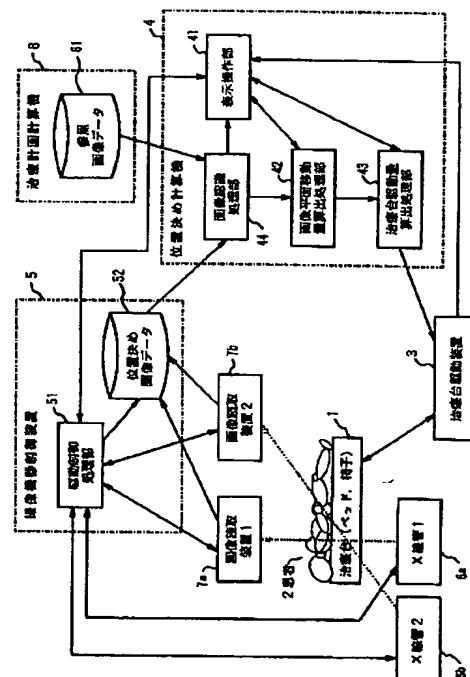 撮像機器制御装置
5
51
駆動制御
処理部
52
位置決め
画像データ
7a
画像撮取
装置1
7b
画像撮取
装置2
治療計画計算機
8
81
参照
画像データ
位置決め計算機
4
41
表示操作部
44
画像認識
処理部
42
画像平面移動
量算出処理部
43
治療台移動量
算出処理部
2 患者
1
治療台(ベッド、椅子)
3
治療台駆動装置
X線管1
6a
X線管2
6b